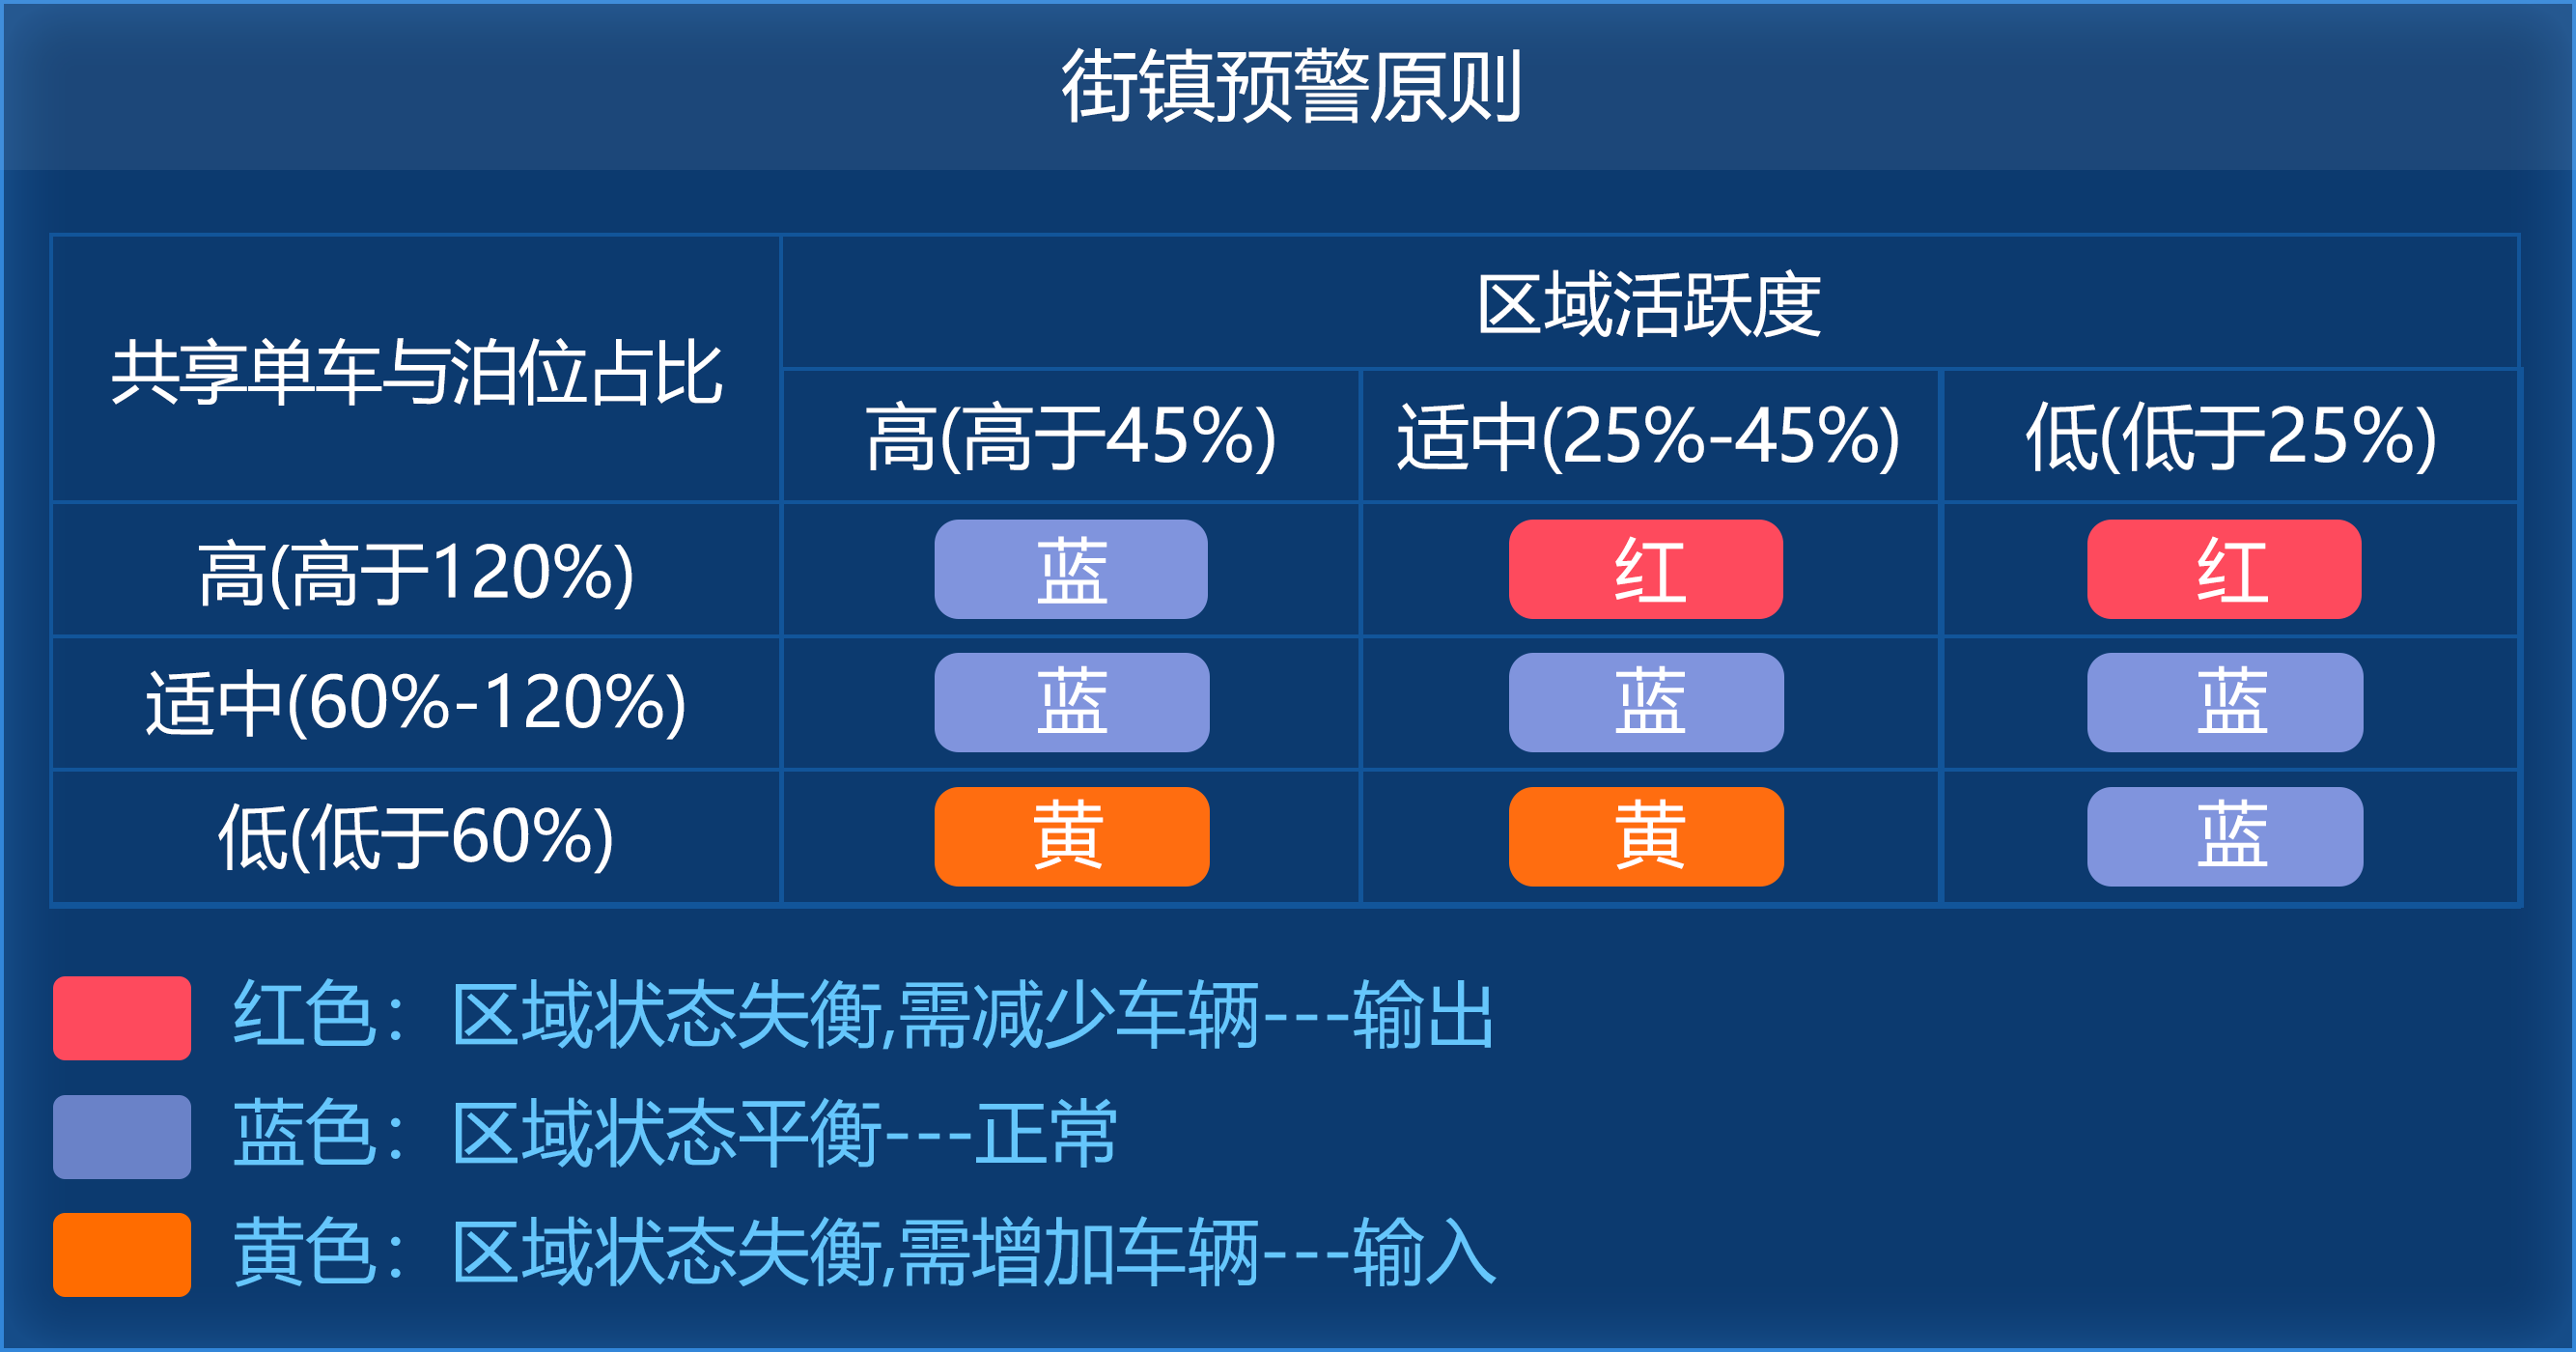 街镇预警原则
共享单车与泊位占比
区域活跃度
高(高于45%) 适中(25%-45%) 低(低于25%)
高(高于120%) 蓝 红 红
适中(60%-120%) 蓝 蓝 蓝
低(低于60%) 黄 黄 蓝
红色：区域状态失衡,需减少车辆---输出
蓝色：区域状态平衡---正常
黄色：区域状态失衡,需增加车辆---输入